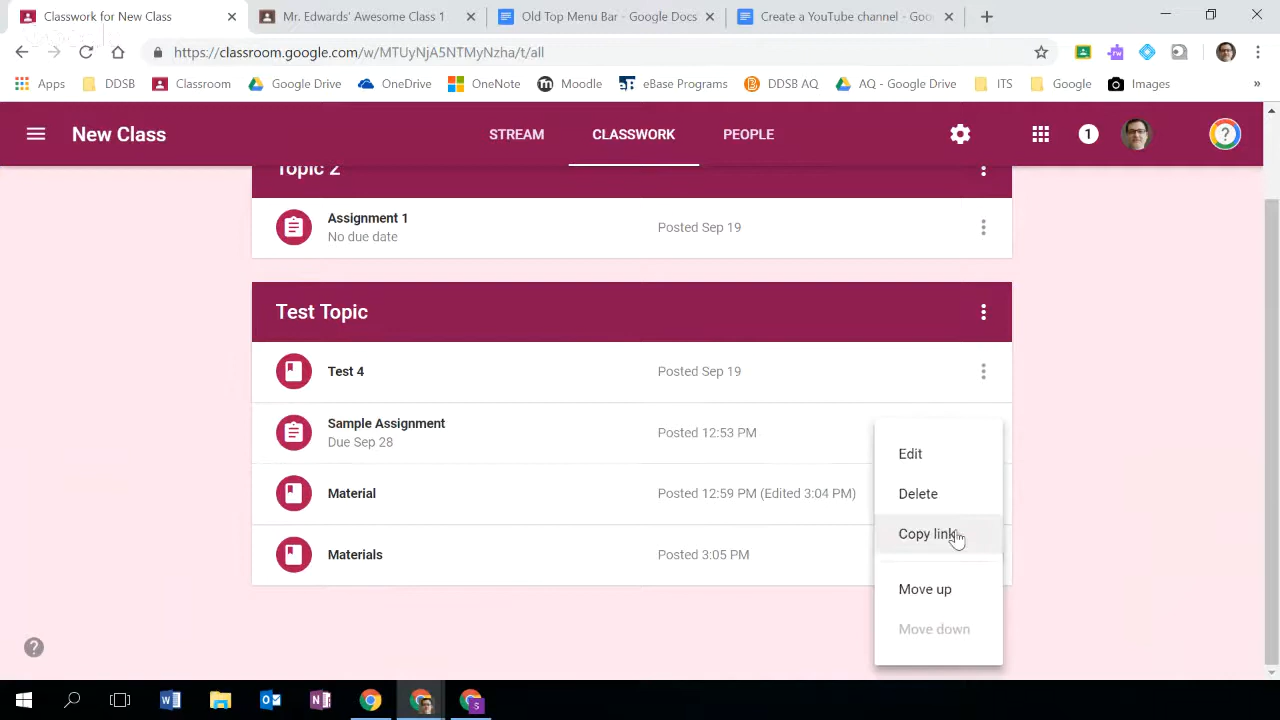 Classwork for New Class
Mr. Edwards' Awesome Class 1
Old Top Menu Bar - Google Docs
Create a YouTube channel - Goo
https://classroom.google.com/w/MTUyNjA5NTMyNzha/t/all
Apps DDSB Classroom Google Drive OneDrive OneNote Moodle eBase Programs DDSB AQ AQ - Google Drive ITS Google Images »
New Class STREAM CLASSWORK PEOPLE 1 ?
Topic 2
Assignment 1
No due date
Posted Sep 19
Test Topic
Test 4 Posted Sep 19
Sample Assignment
Due Sep 28
Posted 12:53 PM
Material Posted 12:59 PM (Edited 3:04 PM)
Materials Posted 3:05 PM
Edit
Delete
Copy link
Move up
Move down